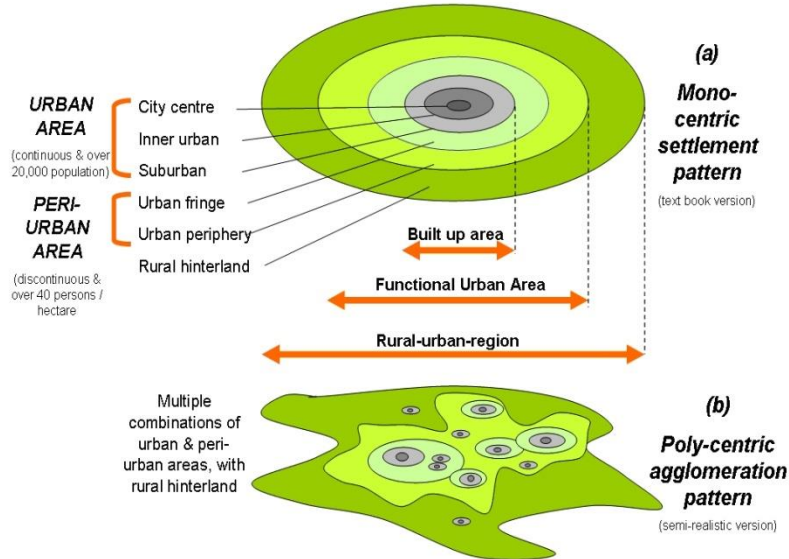 (a)
Mono-
centric
settlement
pattern
(text book version)
URBAN
AREA
(continuous & over
20,000 population)
PERI-
URBAN
AREA
(discontinuous &
over 40 persons /
hectare
City centre
Inner urban
Suburban
Urban fringe
Urban periphery
Rural hinterland
Built up area
Functional Urban Area
Rural-urban-region
Multiple
combinations of
urban & peri-
urban areas, with
rural hinterland
(b)
Poly-centric
agglomeration
pattern
(semi-realistic version)